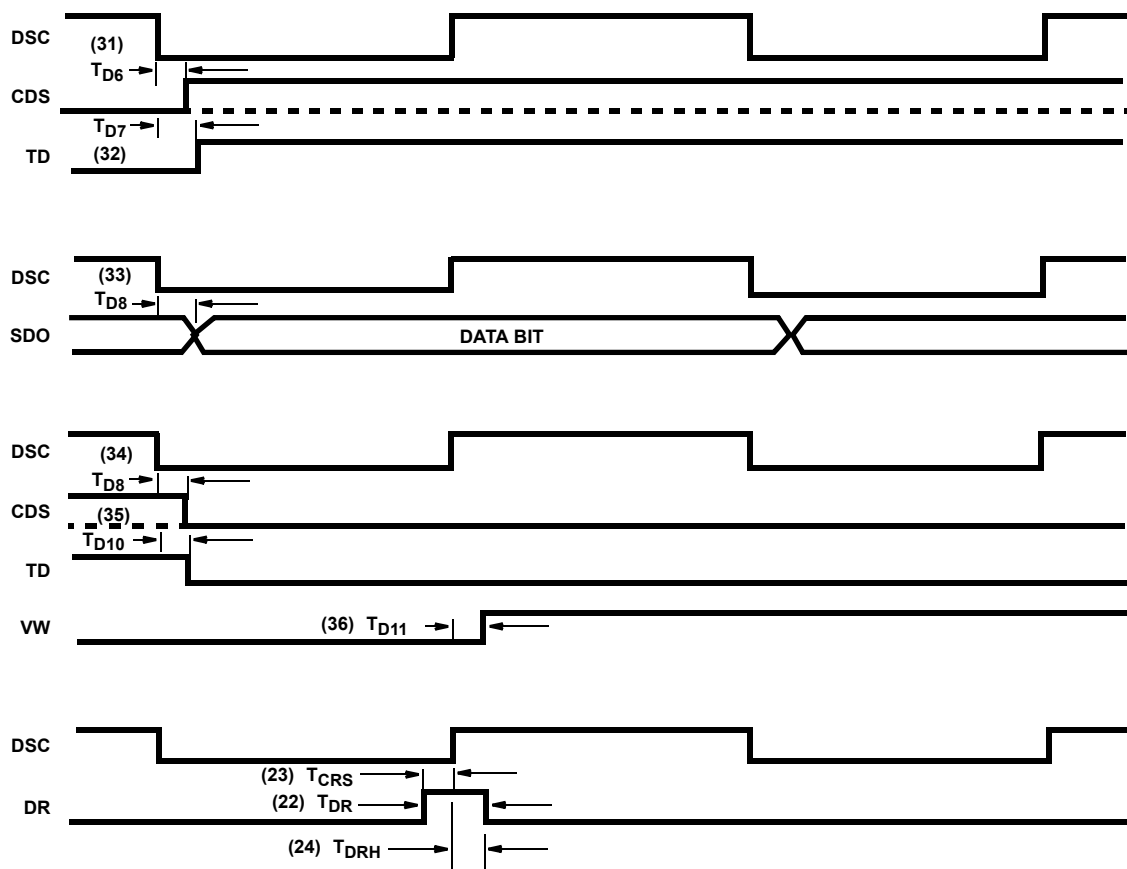 DSC
(31)
TD6
CDS
TD7
TD
(32)
DSC
(33)
TD8
SDO
DATA BIT
DSC
(34)
TD8
CDS
(35)
TD10
TD
VW
(36) TD11
DSC
(23) TCRS
DR
(22) TDR
(24) TDRH